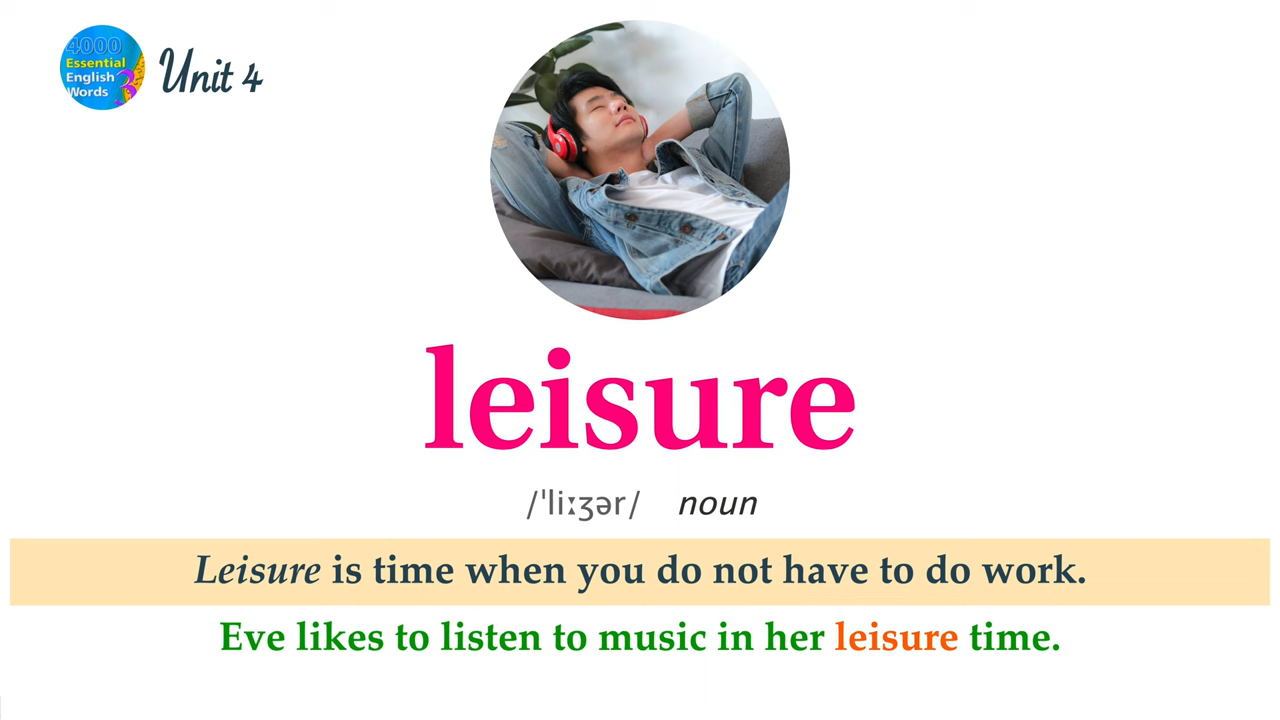 4000
Essential
English
Words 3
Unit 4
leisure
/ˈliːʒər/ noun
Leisure is time when you do not have to do work.
Eve likes to listen to music in her leisure time.